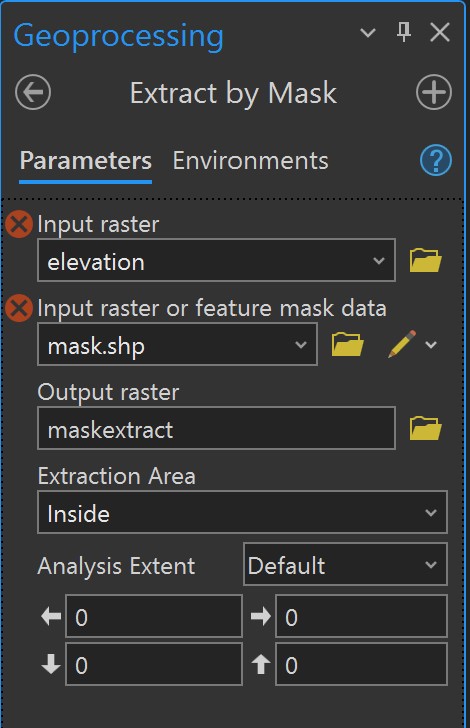 Geoprocessing
Extract by Mask
Parameters Environments
Input raster
elevation
Input raster or feature mask data
mask.shp
Output raster
maskextract
Extraction Area
Inside
Analysis Extent Default
0 0
0 0